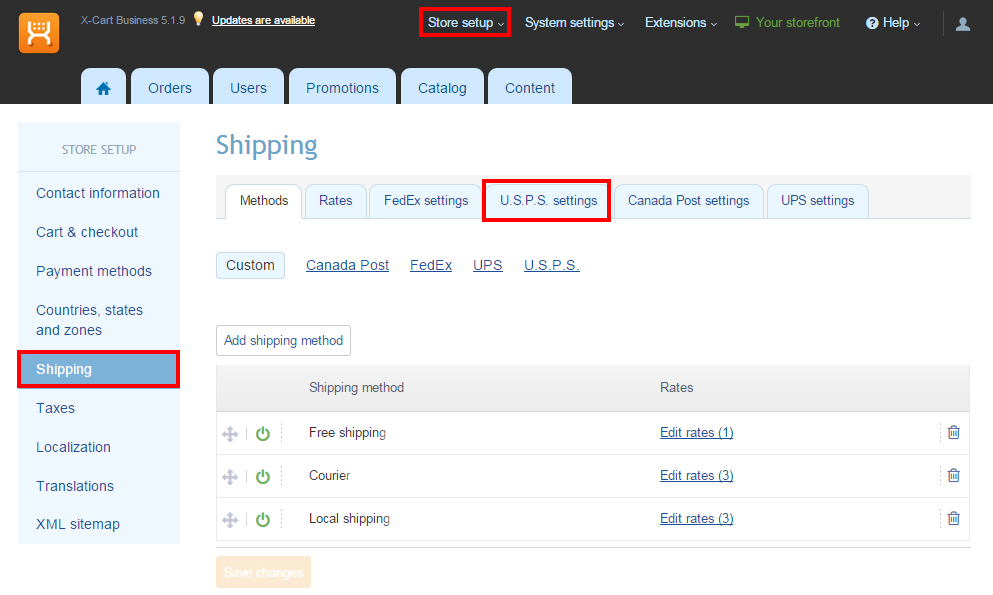 X-Cart Business 5.1.9 Updates are available
Store setup System settings Extensions Your storefront ? Help
Orders Users Promotions Catalog Content
STORE SETUP
Contact information
Cart & checkout
Payment methods
Countries, states
and zones
Shipping
Taxes
Localization
Translations
XML sitemap
Shipping
Methods Rates FedEx settings U.S.P.S. settings Canada Post settings UPS settings
Custom Canada Post FedEx UPS U.S.P.S.
Add shipping method
Shipping method Rates
Free shipping Edit rates (1)
Courier Edit rates (3)
Local shipping Edit rates (3)
Save changes